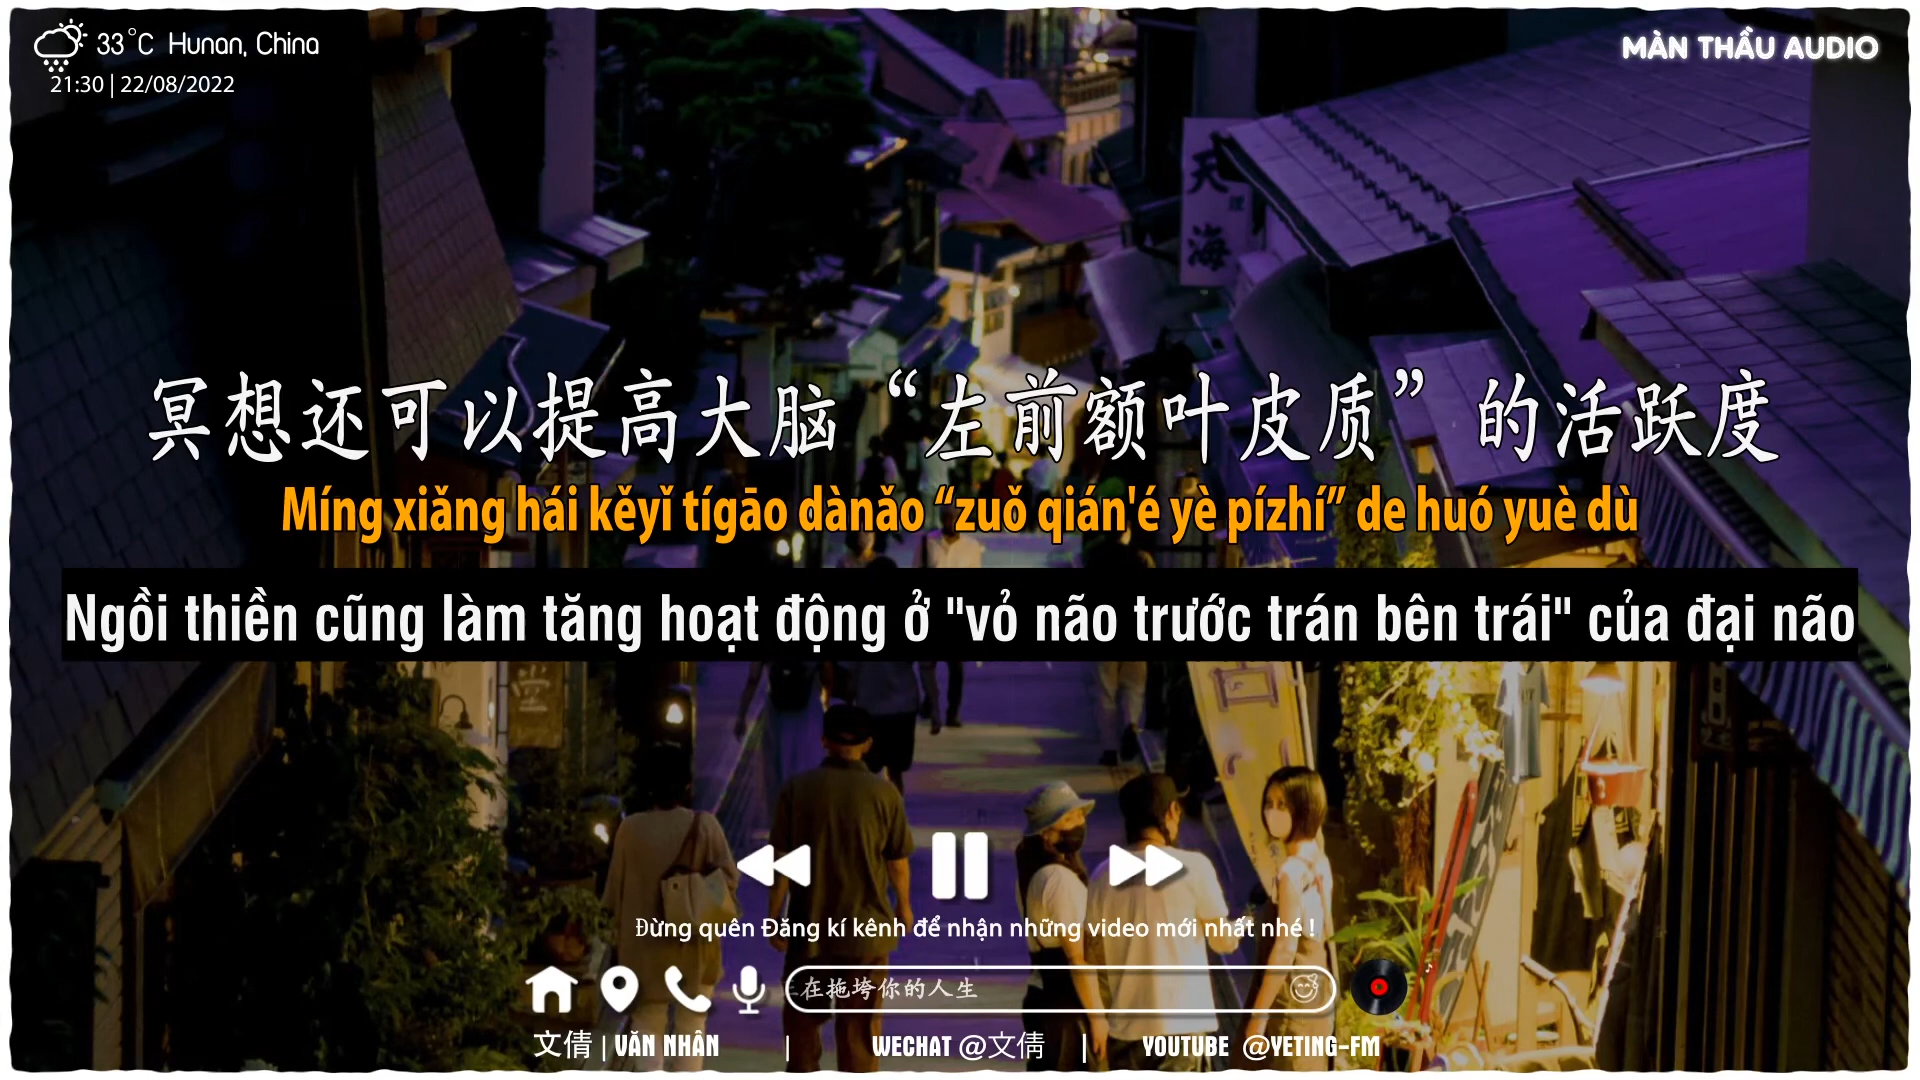 33°C Hunan, China
21:30 | 22/08/2022
MÀN THẦU AUDIO
天
海
冥想还可以提高大脑“左前额叶皮质”的活跃度
Míng xiǎng hái kěyǐ tígāo dànǎo “zuǒ qián'é yè pízhí” de huó yuè dù
Ngồi thiền cũng làm tăng hoạt động ở "vỏ não trước trán bên trái" của đại não
Đừng quên Đăng kí kênh để nhận những video mới nhất nhé !
在拖垮你的人生
文倩 | VĂN NHÂN | WECHAT @文倩 | YOUTUBE @YETING-FM